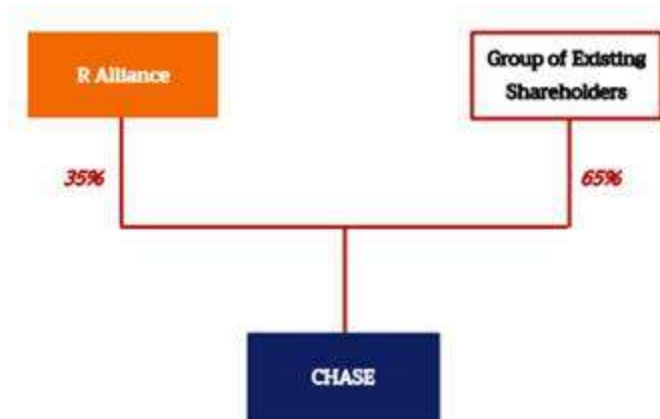 R Alliance
Group of Existing
Shareholders
35%
65%
CHASE